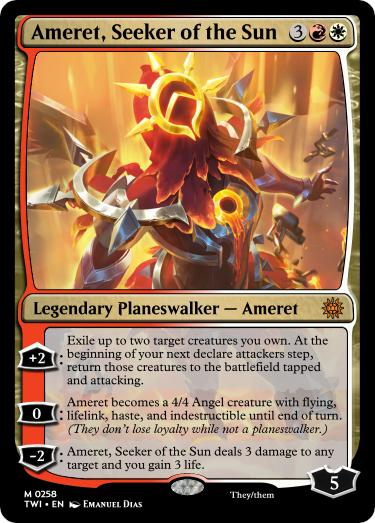 Ameret, Seeker of the Sun 3
Legendary Planeswalker — Ameret
Exile up to two target creatures you own. At the
beginning of your next declare attackers step,
+2: return those creatures to the battlefield tapped
and attacking.
0: Ameret becomes a 4/4 Angel creature with flying,
lifelink, haste, and indestructible until end of turn.
(They don't lose loyalty while not a planeswalker.)
-2: Ameret, Seeker of the Sun deals 3 damage to any
target and you gain 3 life.
5
M 0258
TWI • EN Emanuel Dias
They/them